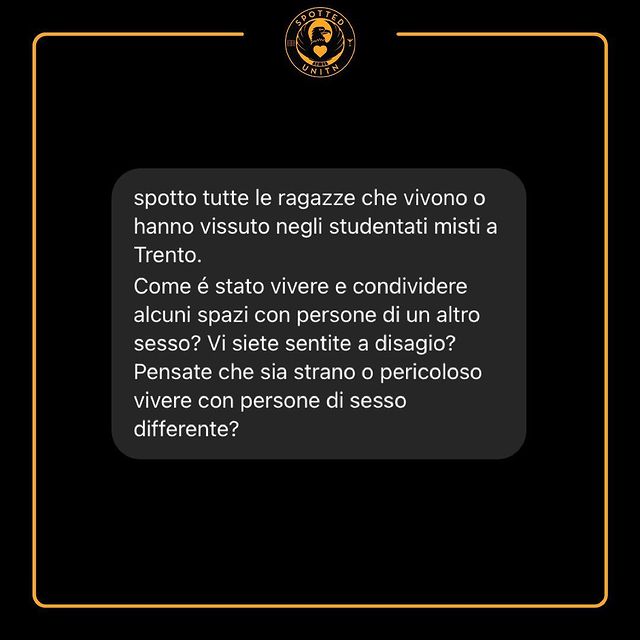 SPOTTED
UNITN
spotto tutte le ragazze che vivono o
hanno vissuto negli studentati misti a
Trento.
Come é stato vivere e condividere
alcuni spazi con persone di un altro
sesso? Vi siete sentite a disagio?
Pensate che sia strano o pericoloso
vivere con persone di sesso
differente?